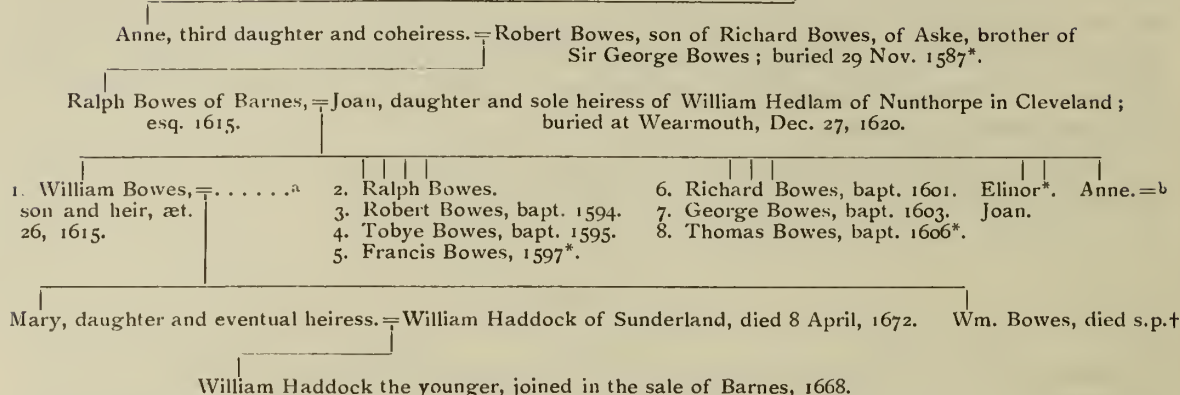 Anne, third daughter and coheiress. = Robert Bowes, son of Richard Bowes, of Aske, brother of
Sir George Bowes ; buried 29 Nov. 1587*.
Ralph Bowes of Barnes, = Joan, daughter and sole heiress of William Hedlam of Nunthorpe in Cleveland ;
esq. 1615.
buried at Wearmouth, Dec. 27, 1620.
1. William Bowes, = . . . . . . a
son and heir, æt.
26, 1615.
2. Ralph Bowes.
3. Robert Bowes, bapt. 1594.
4. Tobye Bowes, bapt. 1595.
5. Francis Bowes, 1597*.
6. Richard Bowes, bapt. 1601.
7. George Bowes, bapt. 1603.
8. Thomas Bowes, bapt. 1606*.
Elinor*.
Joan.
Anne. = b
Mary, daughter and eventual heiress. = William Haddock of Sunderland, died 8 April, 1672.
Wm. Bowes, died s.p.†
William Haddock the younger, joined in the sale of Barnes, 1668.